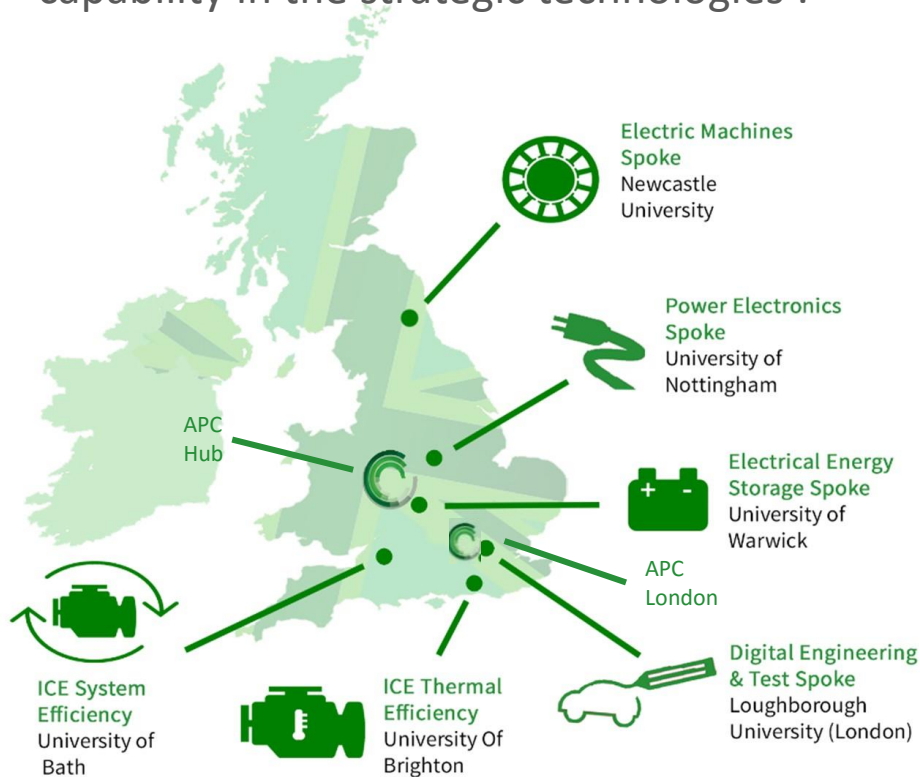 capability in the strategic technologies .
Electric Machines
Spoke
Newcastle
University
Power Electronics
Spoke
University of
Nottingham
APC
Hub
Electrical Energy
Storage Spoke
University of
Warwick
APC
London
Digital Engineering
& Test Spoke
Loughborough
University (London)
ICE System
Efficiency
University of
Bath
ICE Thermal
Efficiency
University Of
Brighton